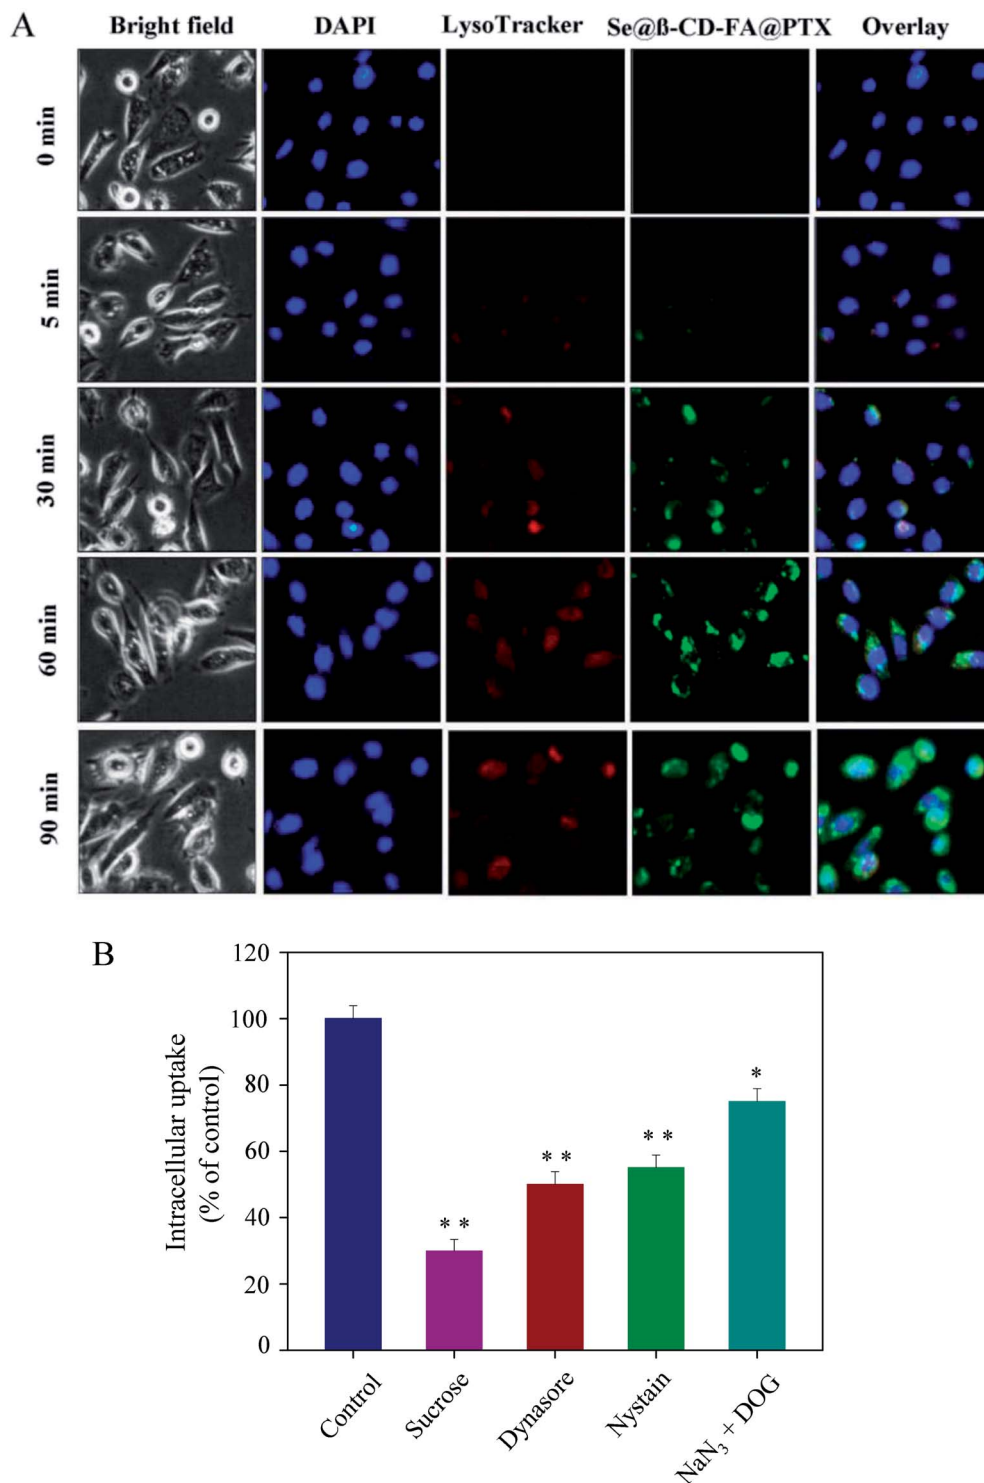 A
Bright field DAPI LysoTracker Se@ß-CD-FA@PTX Overlay
0 min
5 min
30 min
60 min
90 min
B
120
100
80
60
40
20
0
Intracellular uptake
(% of control)
* *
* *
* *
*
Control
Sucrose
Dynasore
Nystain
NaN₃ + DOG